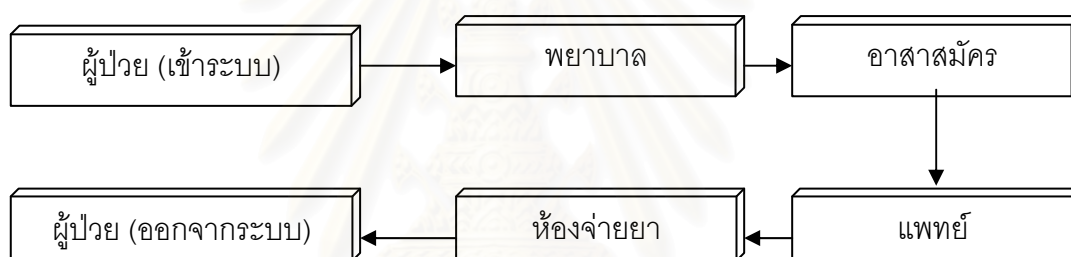 ผู้ป่วย (เข้าระบบ)
พยาบาล
อาสาสมัคร
แพทย์
ห้องจ่ายยา
ผู้ป่วย (ออกจากระบบ)